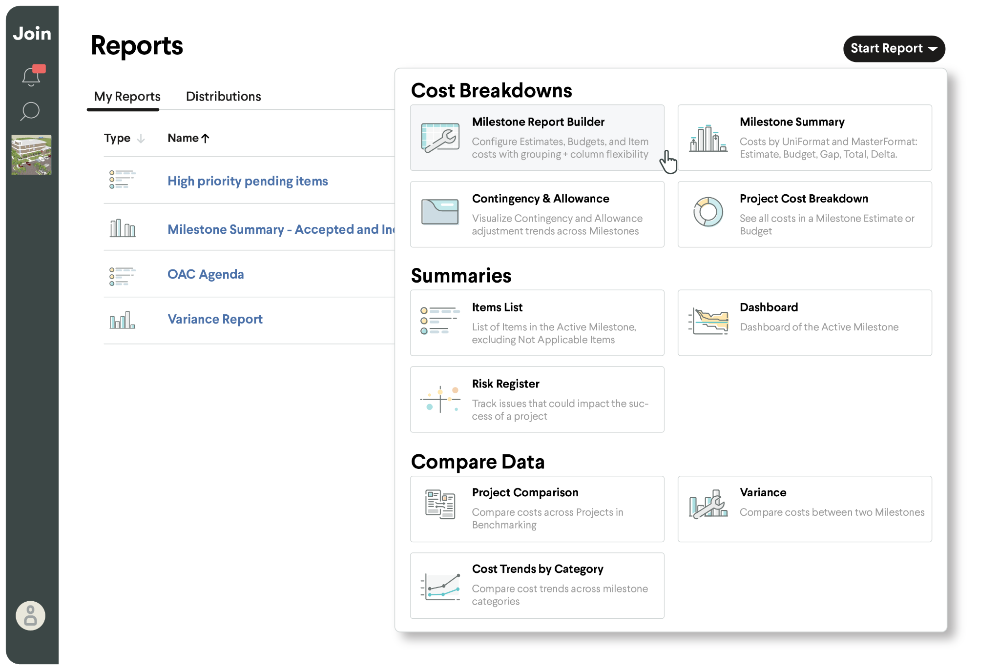 Join
Reports
Start Report
My Reports
Distributions
Type
Name
High priority pending items
Milestone Summary - Accepted and
OAC Agenda
Variance Report
Cost Breakdowns
Milestone Report Builder
Configure Estimates, Budgets, and Item
costs with grouping + column flexibility
Milestone Summary
Costs by UniFormat and MasterFormat:
Estimate, Budget, Gap, Total, Delta.
Contingency & Allowance
Visualize Contingency and Allowance
adjustment trends across Milestones
Project Cost Breakdown
See all costs in a Milestone Estimate or
Budget
Summaries
Items List
List of Items in the Active Milestone,
excluding Not Applicable Items
Dashboard
Dashboard of the Active Milestone
Risk Register
Track issues that could impact the suc-
cess of a project
Compare Data
Project Comparison
Compare costs across Projects in
Benchmarking
Variance
Compare costs between two Milestones
Cost Trends by Category
Compare cost trends across milestone
categories